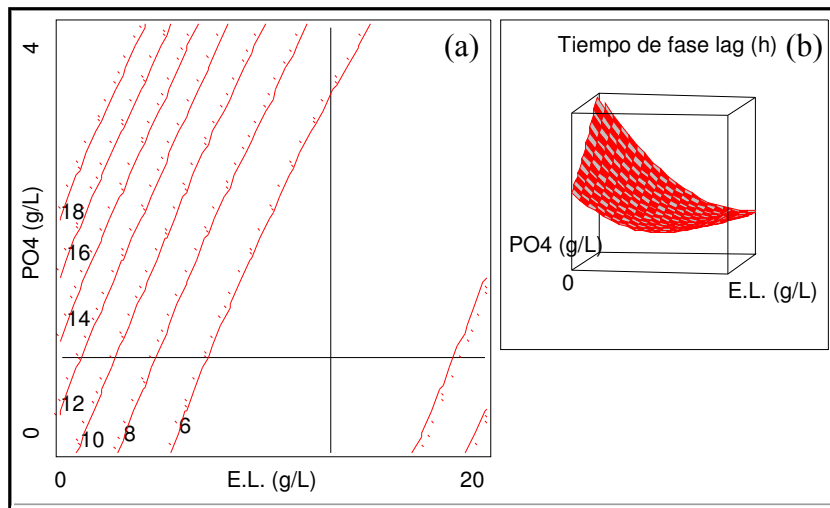 (a)
4
PO4 (g/L)
0
18
16
14
12
10
8
6
0
E.L. (g/L)
20
Tiempo de fase lag (h)
(b)
PO4 (g/L)
0
E.L. (g/L)